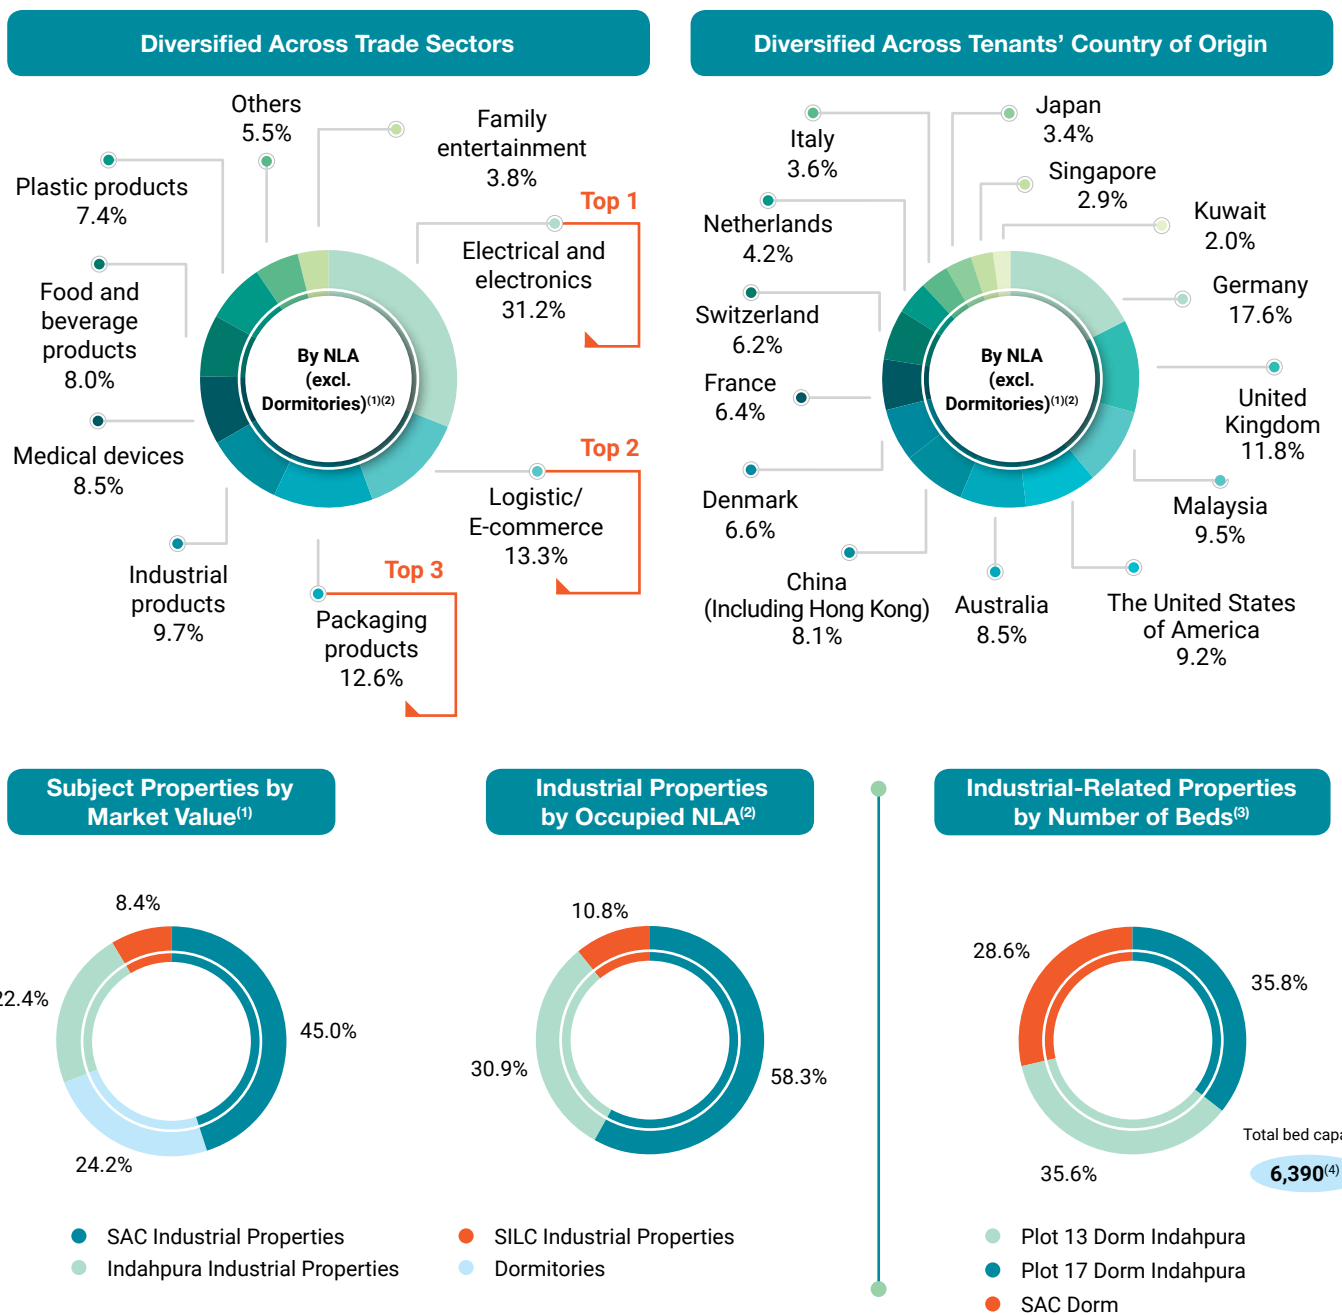 Diversified Across Trade Sectors
Others
5.5%
Family
entertainment
3.8%
Plastic products
7.4%
Top 1
Electrical and
electronics
31.2%
Food and
beverage
products
8.0%
By NLA
(excl.
Dormitories)(1)(2)
Medical devices
8.5%
Top 2
Logistic/
E-commerce
13.3%
Industrial
products
9.7%
Top 3
Packaging
products
12.6%
Diversified Across Tenants’ Country of Origin
Italy
3.6%
Japan
3.4%
Singapore
2.9%
Netherlands
4.2%
Kuwait
2.0%
Switzerland
6.2%
Germany
17.6%
By NLA
(excl.
Dormitories)(1)(2)
France
6.4%
United
Kingdom
11.8%
Denmark
6.6%
Malaysia
9.5%
China
(Including Hong Kong)
8.1%
Australia
8.5%
The United States
of America
9.2%
Subject Properties by
Market Value(1)
8.4%
22.4%
45.0%
24.2%
Industrial Properties
by Occupied NLA(2)
10.8%
30.9%
58.3%
SAC Industrial Properties
Indahpura Industrial Properties
SILC Industrial Properties
Dormitories
Industrial-Related Properties
by Number of Beds(3)
28.6%
35.8%
35.6%
Total bed
6,390(4)
Plot 13 Dorm Indahpura
Plot 17 Dorm Indahpura
SAC Dorm